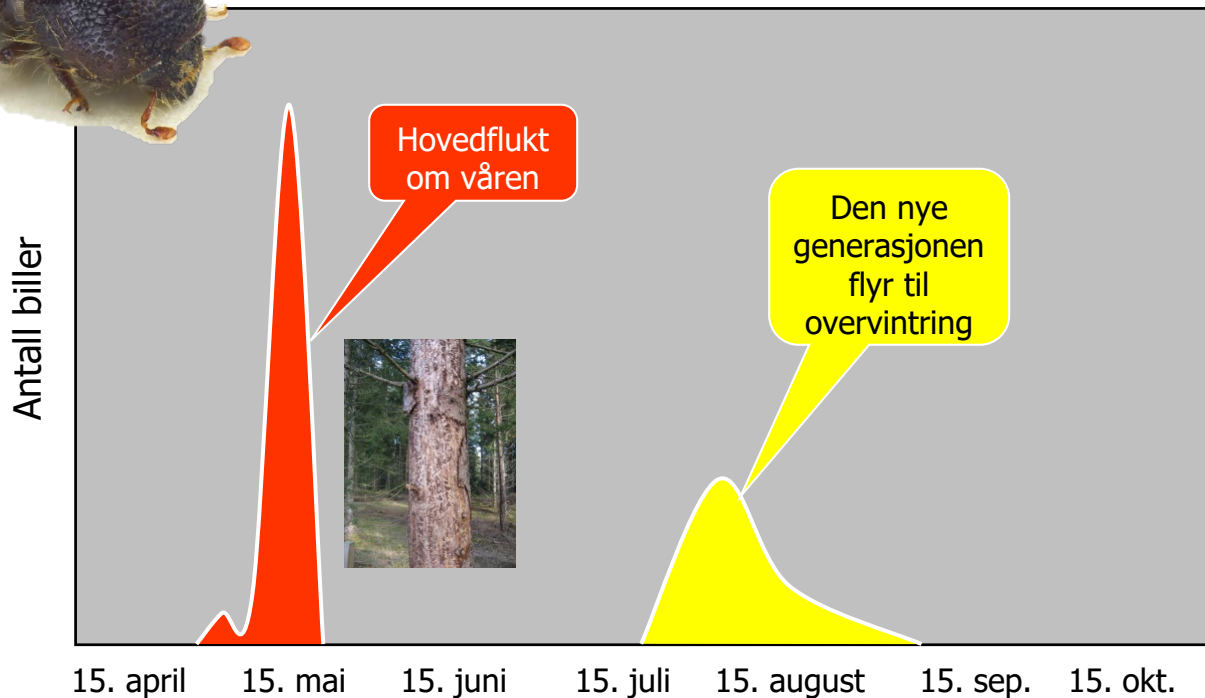 Hovedflukt
om våren
Den nye
generasjonen
flyr til
overvintring
Antall biller
15. april 15. mai 15. juni 15. juli 15. august 15. sep. 15. okt.